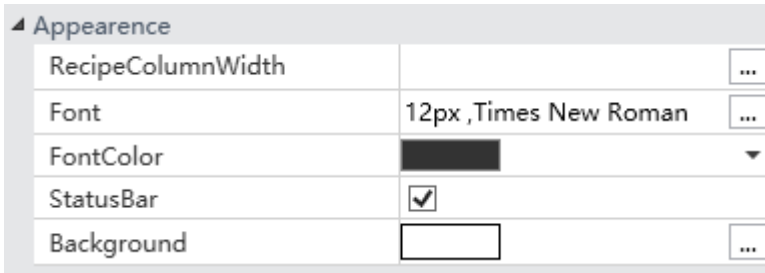 Appearence
RecipeColumnWidth ...
Font 12px ,Times New Roman ...
FontColor
StatusBar
Background ...